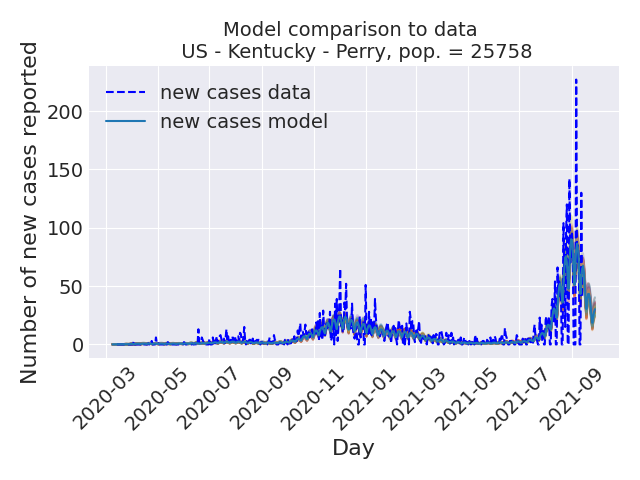 Model comparison to data
US - Kentucky - Perry, pop. = 25758
Number of new cases reported
200
150
100
50
0
new cases data
new cases model
2020-03
2020-05
2020-07
2020-09
2020-11
2021-01
2021-03
2021-05
2021-07
2021-09
Day